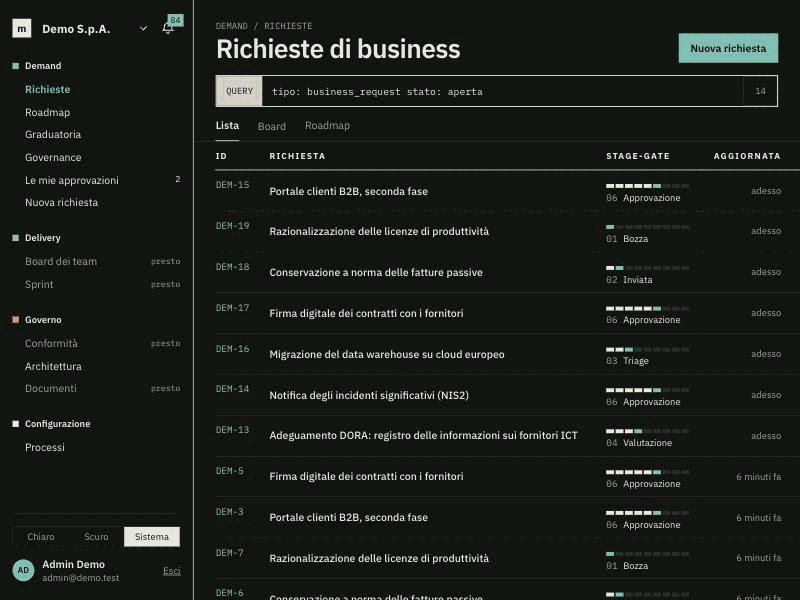 m Demo S.p.A. 84
Demand
Richieste
Roadmap
Graduatoria
Governance
Le mie approvazioni 2
Nuova richiesta
Delivery
Board dei team presto
Sprint presto
Governo
Conformità presto
Architettura
Documenti presto
Configurazione
Processi
Chiaro Scuro Sistema
AD Admin Demo
admin@demo.test Esci
DEMAND / RICHIESTE
Richieste di business
Nuova richiesta
QUERY tipo: business_request stato: aperta 14
Lista Board Roadmap
ID RICHIESTA STAGE-GATE AGGIORNATA
DEM-15 Portale clienti B2B, seconda fase 06 Approvazione adesso
DEM-19 Razionalizzazione delle licenze di produttività 01 Bozza adesso
DEM-18 Conservazione a norma delle fatture passive 02 Inviata adesso
DEM-17 Firma digitale dei contratti con i fornitori 06 Approvazione adesso
DEM-16 Migrazione del data warehouse su cloud europeo 03 Triage adesso
DEM-14 Notifica degli incidenti significativi (NIS2) 06 Approvazione adesso
DEM-13 Adeguamento DORA: registro delle informazioni sui fornitori ICT 04 Valutazione adesso
DEM-5 Firma digitale dei contratti con i fornitori 06 Approvazione 6 minuti fa
DEM-3 Portale clienti B2B, seconda fase 06 Approvazione 6 minuti fa
DEM-7 Razionalizzazione delle licenze di produttività 01 Bozza 6 minuti fa
DEM-6 Conservazione a norma delle fatture passive 6 minuti fa